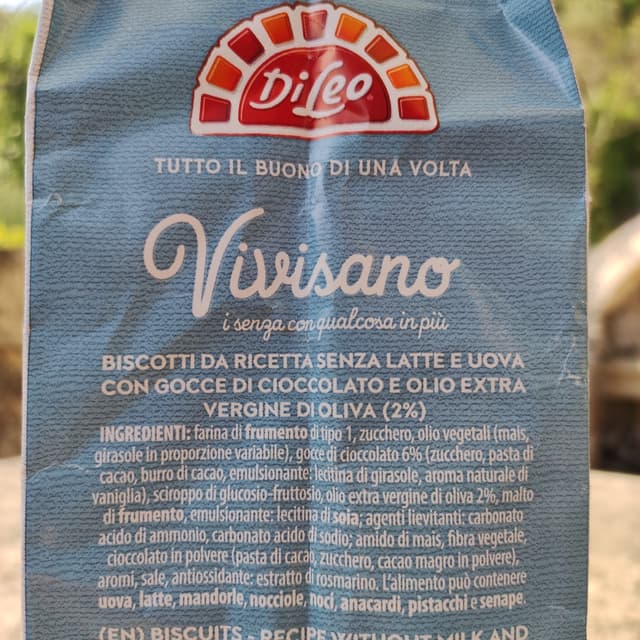 Di Leo
TUTTO IL BUONO DI UNA VOLTA
Vivisano
i senza con qualcosa in più
BISCOTTI DA RICETTA SENZA LATTE E UOVA
CON GOCCE DI CIOCCOLATO E OLIO EXTRA
VERGINE DI OLIVA (2%)
INGREDIENTI: farina di frumento di tipo 1, zucchero, olio vegetali (mais,
girasole in proporzione variabile), gocce di cioccolato 6% (zucchero, pasta di
cacao, burro di cacao, emulsionante: lecitina di girasole, aroma naturale di
vaniglia), sciroppo di glucosio-fruttosio, olio extra vergine di oliva 2%, malto
di frumento, emulsionante: lecitina di soia; agenti lievitanti: carbonato
acido di ammonio, carbonato acido di sodio; amido di mais, fibra vegetale,
cioccolato in polvere (pasta di cacao, zucchero, cacao magro in polvere),
aromi, sale, antiossidante: estratto di rosmarino. L'alimento può contenere
uova, latte, mandorle, nocciole, noci, anacardi, pistacchi e senape.
(EN) BISCUITS - RECIPE WITHOUT MILK AND